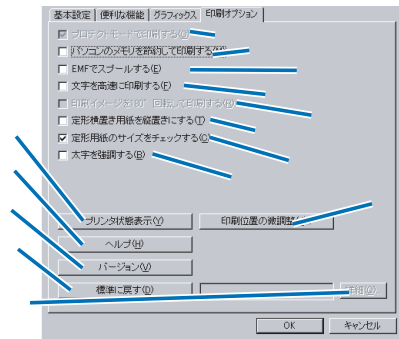 基本設定 便利な機能 グラフィックス 印刷オプション
プロテクトモードで印刷する
パソコンのメモリを節約して印刷する
EMFでスプールする(E)
文字を高速に印刷する(F)
印刷イメージを180°回転して印刷する
定形横置き用紙を縦置きにする(T)
定形用紙のサイズをチェックする(C)
太字を強調する(B)
プリンタ状態表示(Y) 印刷位置の微調整
ヘルプ(H)
バージョン(V)
標準に戻す(D) 詳細
OK キャンセル